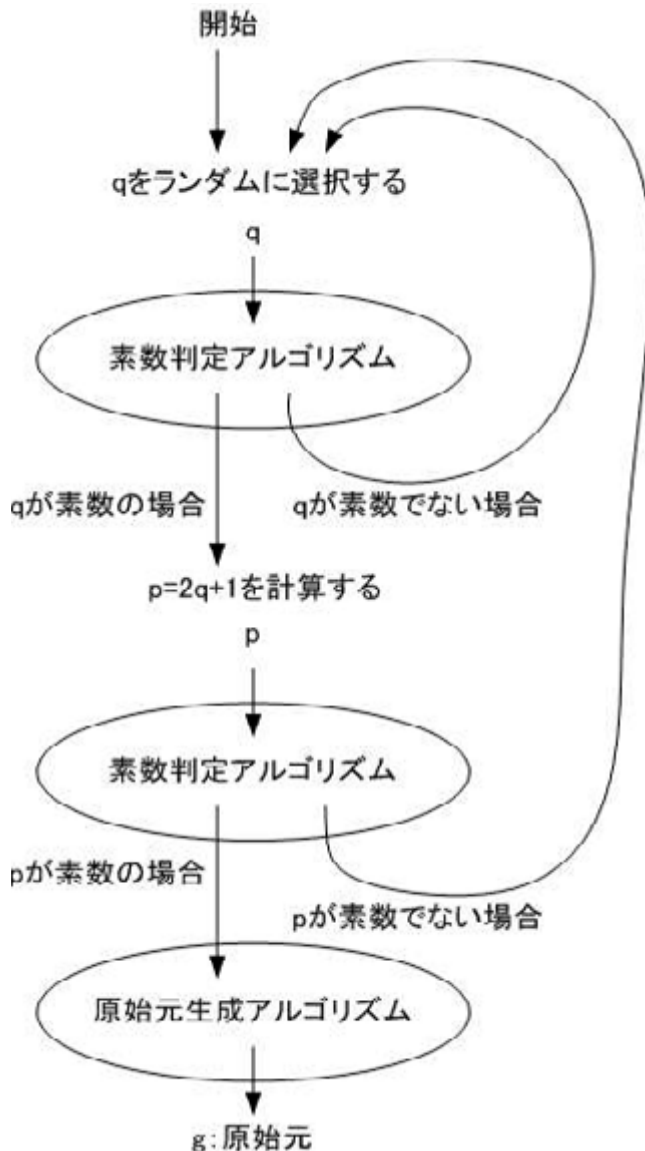 開始
qをランダムに選択する
q
素数判定アルゴリズム
qが素数の場合
qが素数でない場合
p=2q+1を計算する
p
素数判定アルゴリズム
pが素数の場合
pが素数でない場合
原始元生成アルゴリズム
g:原始元